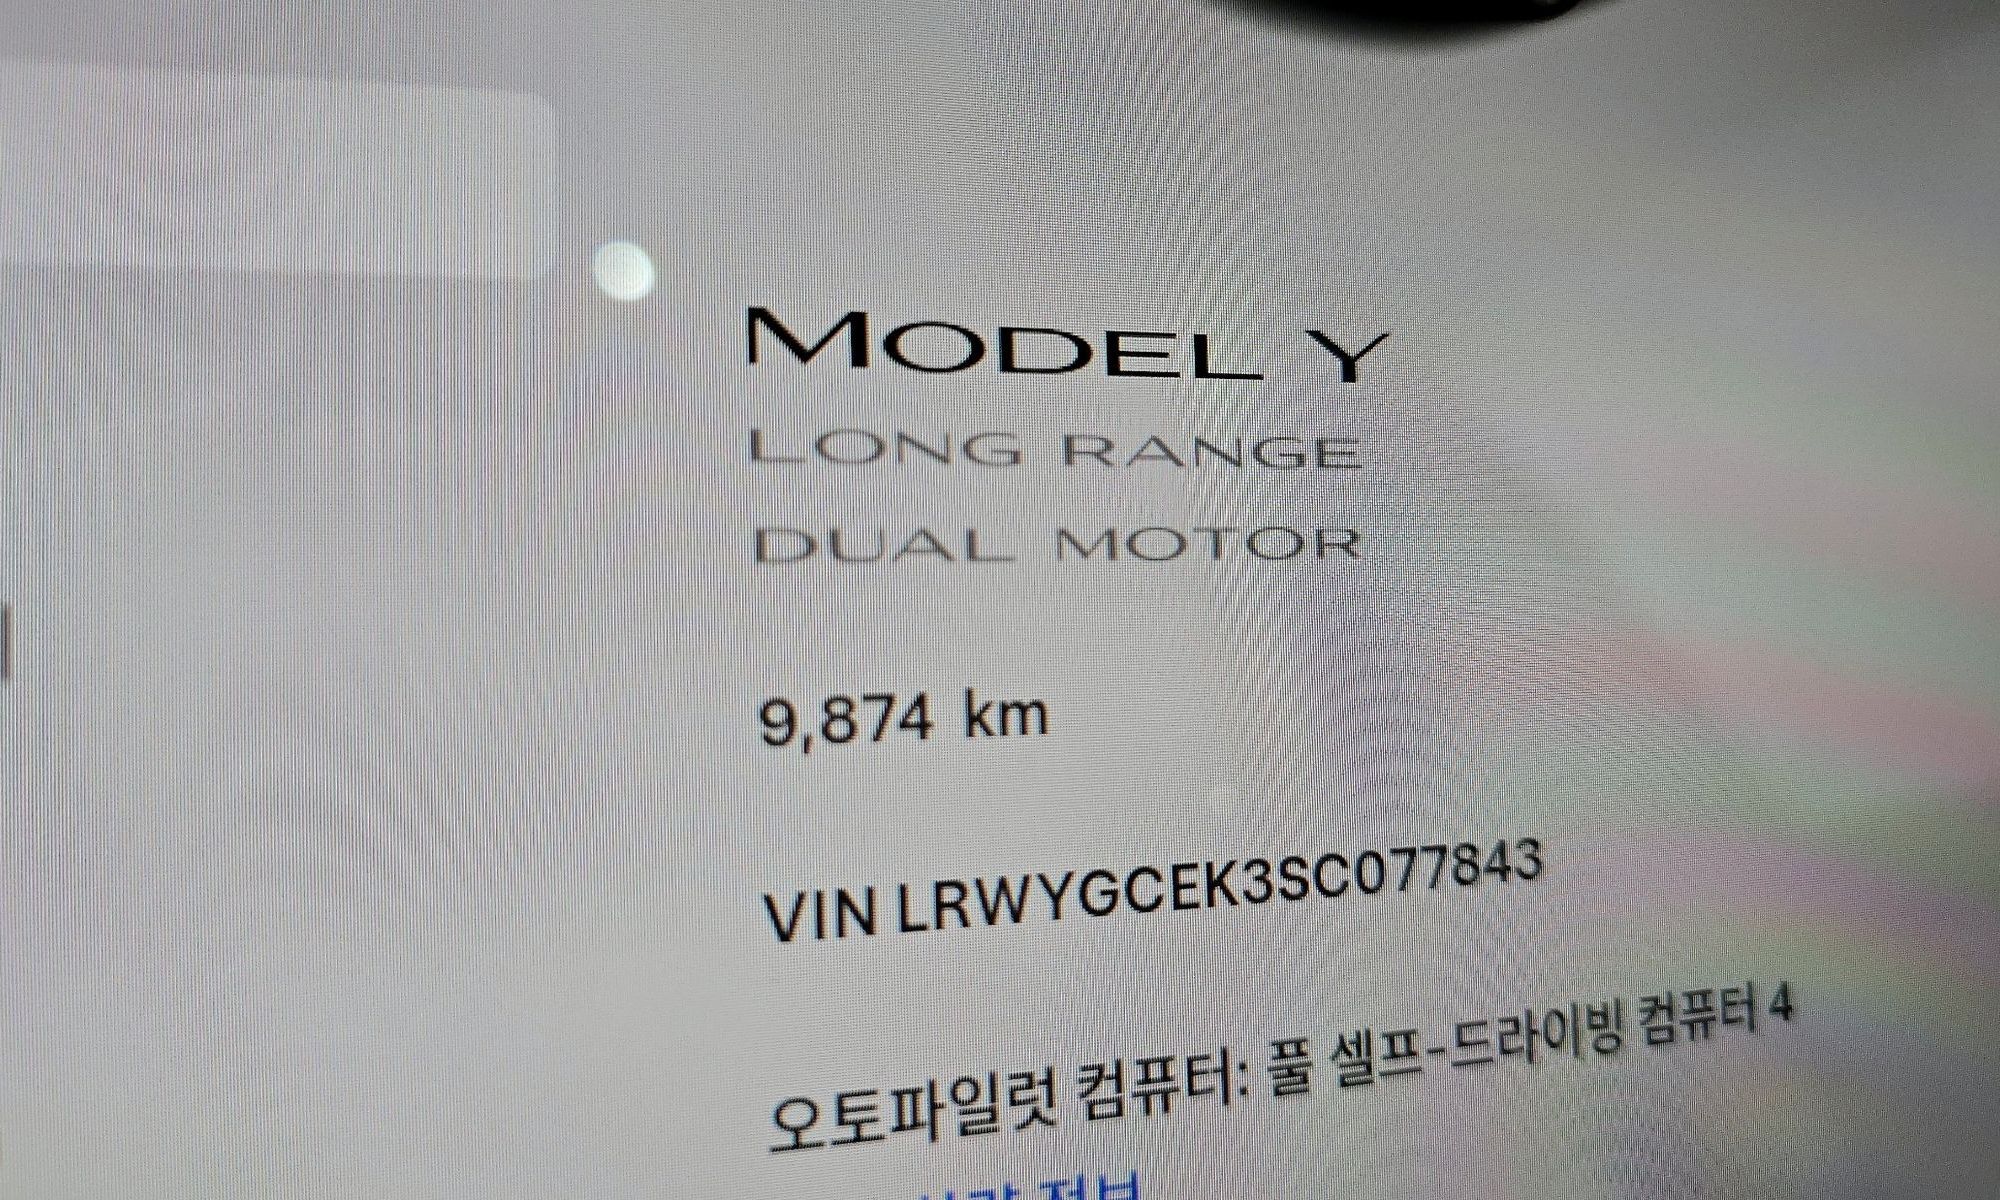 MODEL Y
LONG RANGE
DUAL MOTOR
9,874 km
VIN LRWYGCEK3SC077843
오토파일럿 컴퓨터: 풀 셀프-드라이빙 컴퓨터 4